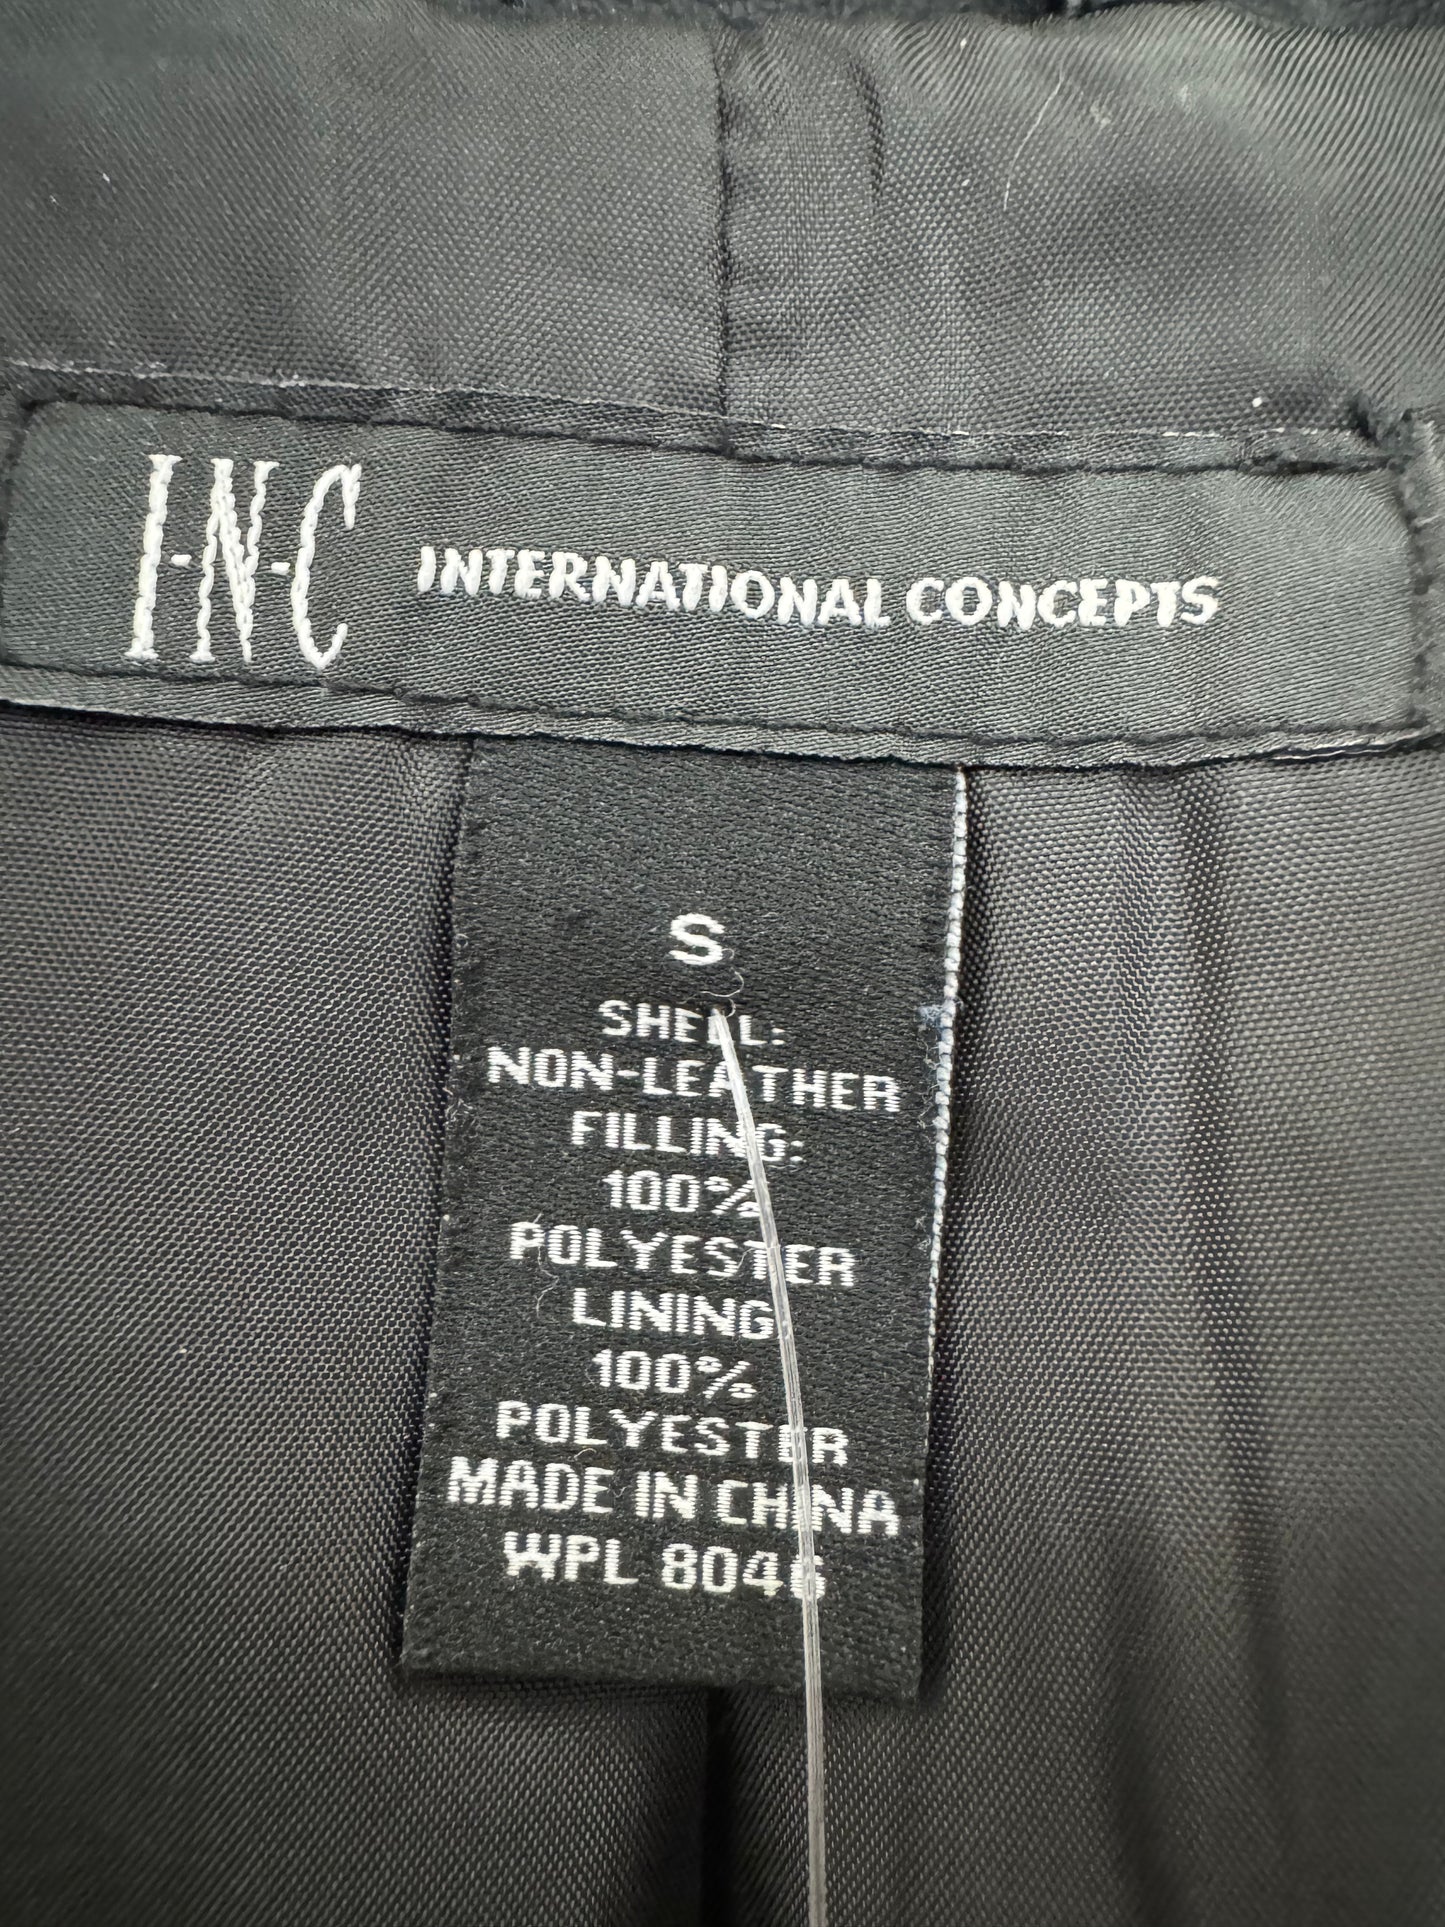 I-N-C INTERNATIONAL CONCEPTS
S
SHELL:
NON-LEATHER
FILLING:
100%
POLYESTER
LINING:
100%
POLYESTER
MADE IN CHINA
WPL 8046